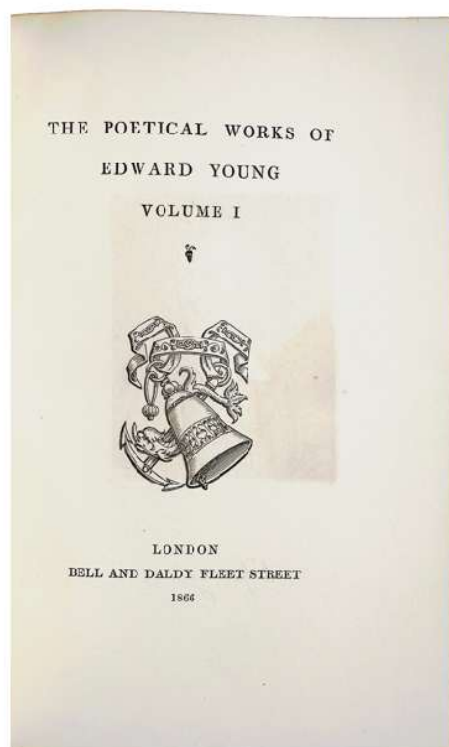 THE POETICAL WORKS OF
EDWARD YOUNG
VOLUME I
LONDON
BELL AND DALDY FLEET STREET
1866